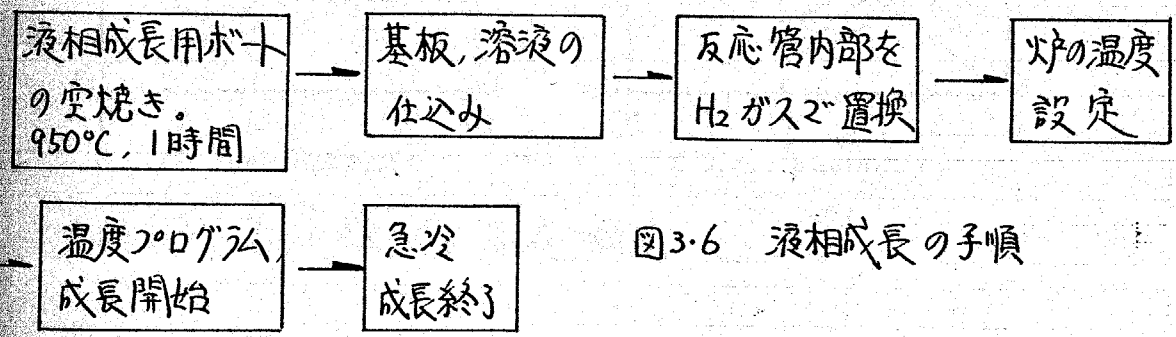 液相成長用ボート
の空焼き。
950°C, 1時間
基板,溶液の
仕込み
反応管内部を
H₂ガスで置換
炉の温度
設定
温度プログラム,
成長開始
急冷
成長終了
図3・6 液相成長の手順